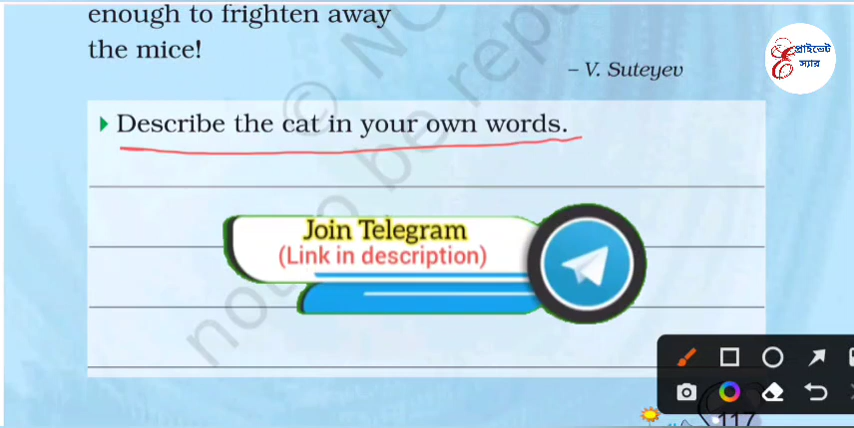 enough to frighten away
the mice!
– V. Suteyev
প্রাইভেট
স্যার
Describe the cat in your own words.
Join Telegram
(Link in description)
117